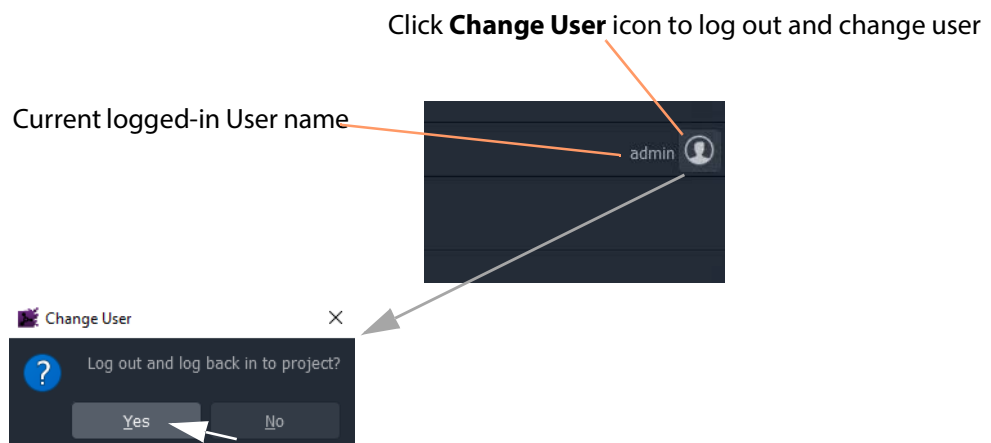 Click Change User icon to log out and change user
Current logged-in User name
admin
Change User
Log out and log back in to project?
Yes No